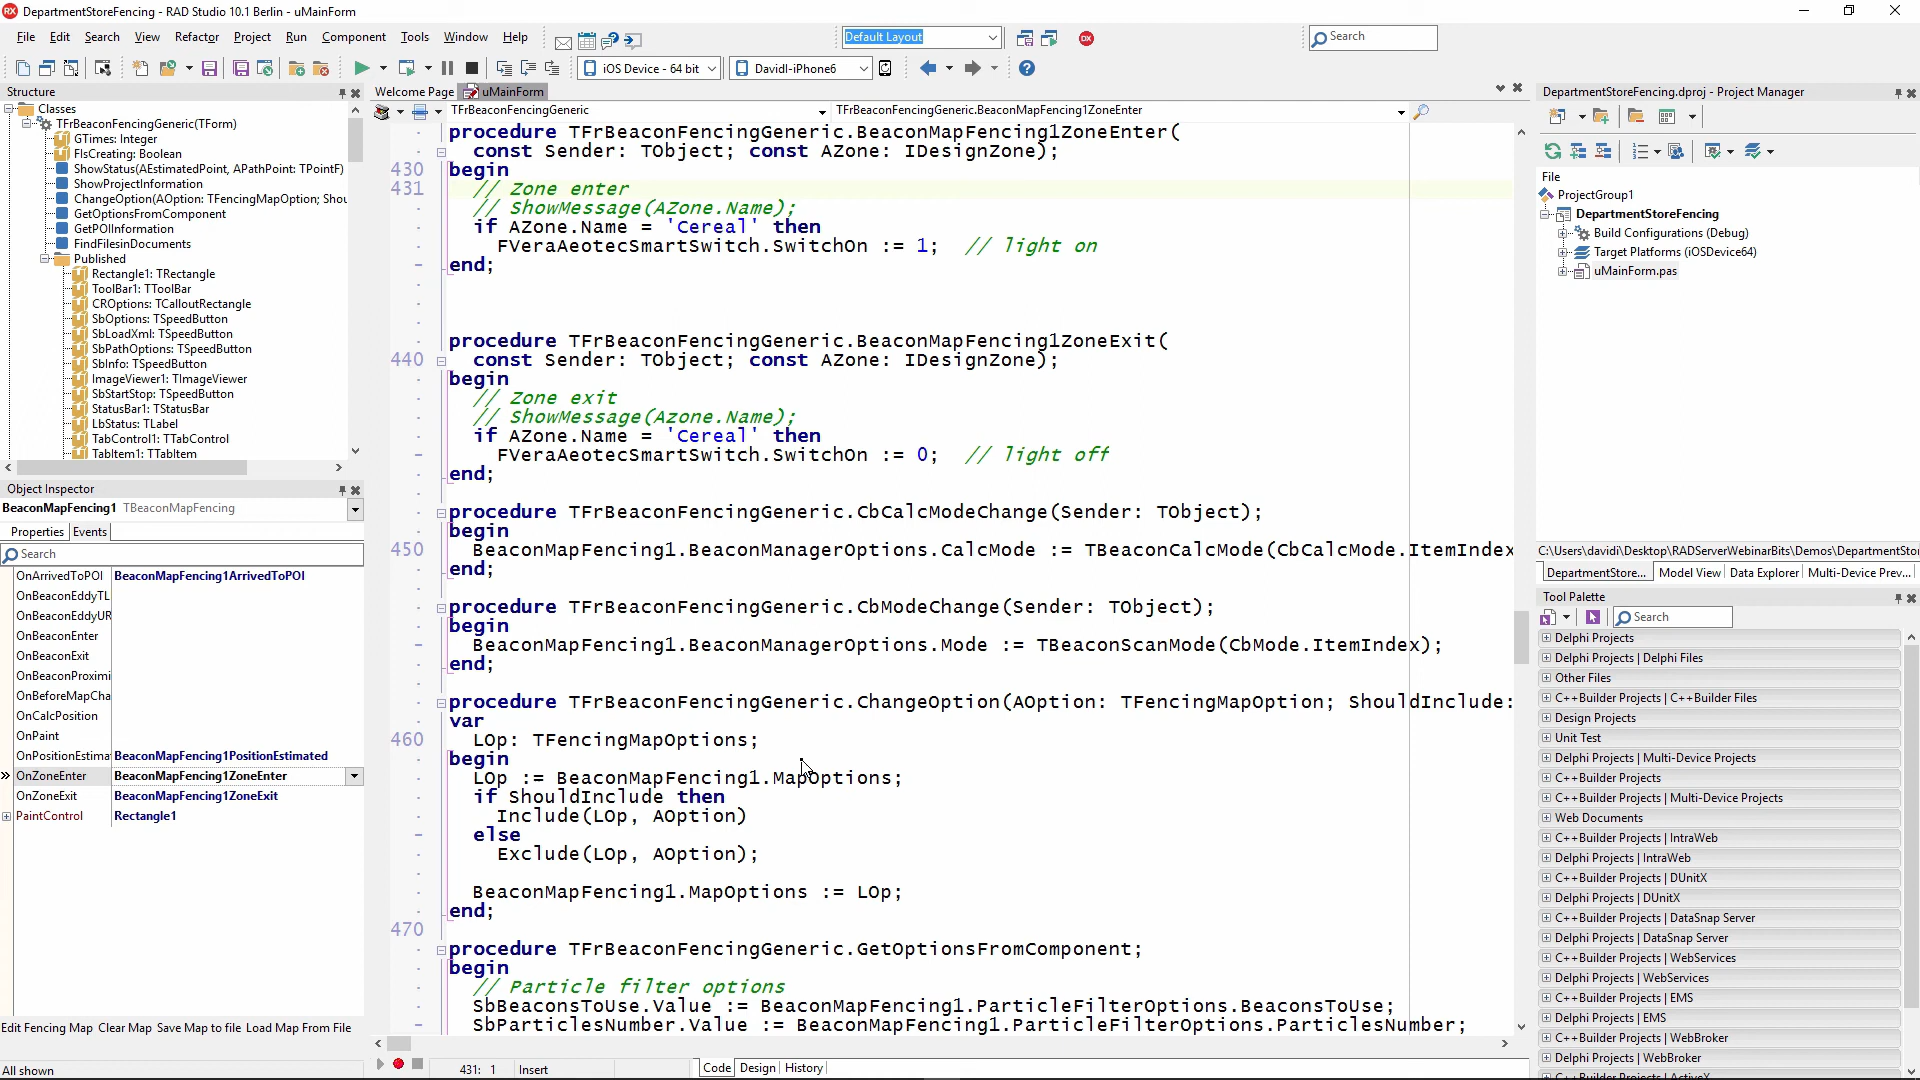 DepartmentStoreFencing - RAD Studio 10.1 Berlin - uMainForm
File Edit Search View Refactor Project Run Component Tools Window Help
Default Layout
Search
iOS Device - 64 bit
DavidI-iPhone6
Structure
Classes
TFrBeaconFencingGeneric(TForm)
GTimes: Integer
FIsCreating: Boolean
ShowStatus(AEstimatedPoint, APathPoint: TPointF)
ShowProjectInformation
ChangeOption(AOption: TFencingMapOption; Shou
GetOptionsFromComponent
GetPOIInformation
FindFilesinDocuments
Published
Rectangle1: TRectangle
ToolBar1: TToolBar
CROptions: TCalloutRectangle
SbOptions: TSpeedButton
SbLoadXml: TSpeedButton
SbPathOptions: TSpeedButton
SbInfo: TSpeedButton
ImageViewer1: TImageViewer
SbStartStop: TSpeedButton
StatusBar1: TStatusBar
LbStatus: TLabel
TabControl1: TTabControl
TabItem1: TTabItem
Object Inspector
BeaconMapFencing1 TBeaconMapFencing
Properties Events
Search
OnArrivedToPOI BeaconMapFencing1ArrivedToPOI
OnBeaconEddyTL
OnBeaconEddyUR
OnBeaconEnter
OnBeaconExit
OnBeaconProximi
OnBeforeMapCha
OnCalcPosition
OnPaint
OnPositionEstima BeaconMapFencing1PositionEstimated
OnZoneEnter BeaconMapFencing1ZoneEnter
OnZoneExit BeaconMapFencing1ZoneExit
PaintControl Rectangle1
Edit Fencing Map Clear Map Save Map to file Load Map From File
All shown
Welcome Page uMainForm
TFrBeaconFencingGeneric TFrBeaconFencingGeneric.BeaconMapFencing1ZoneEnter
procedure TFrBeaconFencingGeneric.BeaconMapFencing1ZoneEnter(
const Sender: TObject; const AZone: IDesignZone);
430 begin
431 // Zone enter
// ShowMessage(AZone.Name);
if AZone.Name = 'Cereal' then
FVeraAeotecSmartSwitch.SwitchOn := 1; // light on
end;
procedure TFrBeaconFencingGeneric.BeaconMapFencing1ZoneExit(
440 const Sender: TObject; const AZone: IDesignZone);
begin
// Zone exit
// ShowMessage(Azone.Name);
if AZone.Name = 'Cereal' then
FVeraAeotecSmartSwitch.SwitchOn := 0; // light off
end;
procedure TFrBeaconFencingGeneric.CbCalcModeChange(Sender: TObject);
begin
450 BeaconMapFencing1.BeaconManagerOptions.CalcMode := TBeaconCalcMode(CbCalcMode.ItemIndex
end;
procedure TFrBeaconFencingGeneric.CbModeChange(Sender: TObject);
begin
BeaconMapFencing1.BeaconManagerOptions.Mode := TBeaconScanMode(CbMode.ItemIndex);
end;
procedure TFrBeaconFencingGeneric.ChangeOption(AOption: TFencingMapOption; ShouldInclude:
var
460 LOp: TFencingMapOptions;
begin
LOp := BeaconMapFencing1.MapOptions;
if ShouldInclude then
Include(LOp, AOption)
else
Exclude(LOp, AOption);
BeaconMapFencing1.MapOptions := LOp;
end;
470
procedure TFrBeaconFencingGeneric.GetOptionsFromComponent;
begin
// Particle filter options
SbBeaconsToUse.Value := BeaconMapFencing1.ParticleFilterOptions.BeaconsToUse;
SbParticlesNumber.Value := BeaconMapFencing1.ParticleFilterOptions.ParticlesNumber;
431: 1 Insert Code Design History
DepartmentStoreFencing.dproj - Project Manager
File
ProjectGroup1
DepartmentStoreFencing
Build Configurations (Debug)
Target Platforms (iOSDevice64)
uMainForm.pas
C:\Users\davidi\Desktop\RADServerWebinarBits\Demos\DepartmentSto
DepartmentStore... Model View Data Explorer Multi-Device Prev...
Tool Palette
Search
Delphi Projects
Delphi Projects | Delphi Files
Other Files
C++Builder Projects | C++Builder Files
Design Projects
Unit Test
Delphi Projects | Multi-Device Projects
C++Builder Projects
C++Builder Projects | Multi-Device Projects
Web Documents
C++Builder Projects | IntraWeb
Delphi Projects | IntraWeb
C++Builder Projects | DUnitX
Delphi Projects | DUnitX
C++Builder Projects | DataSnap Server
Delphi Projects | DataSnap Server
C++Builder Projects | WebServices
Delphi Projects | WebServices
C++Builder Projects | EMS
Delphi Projects | EMS
C++Builder Projects | WebBroker
Delphi Projects | WebBroker
C++Builder Projects | ActiveX